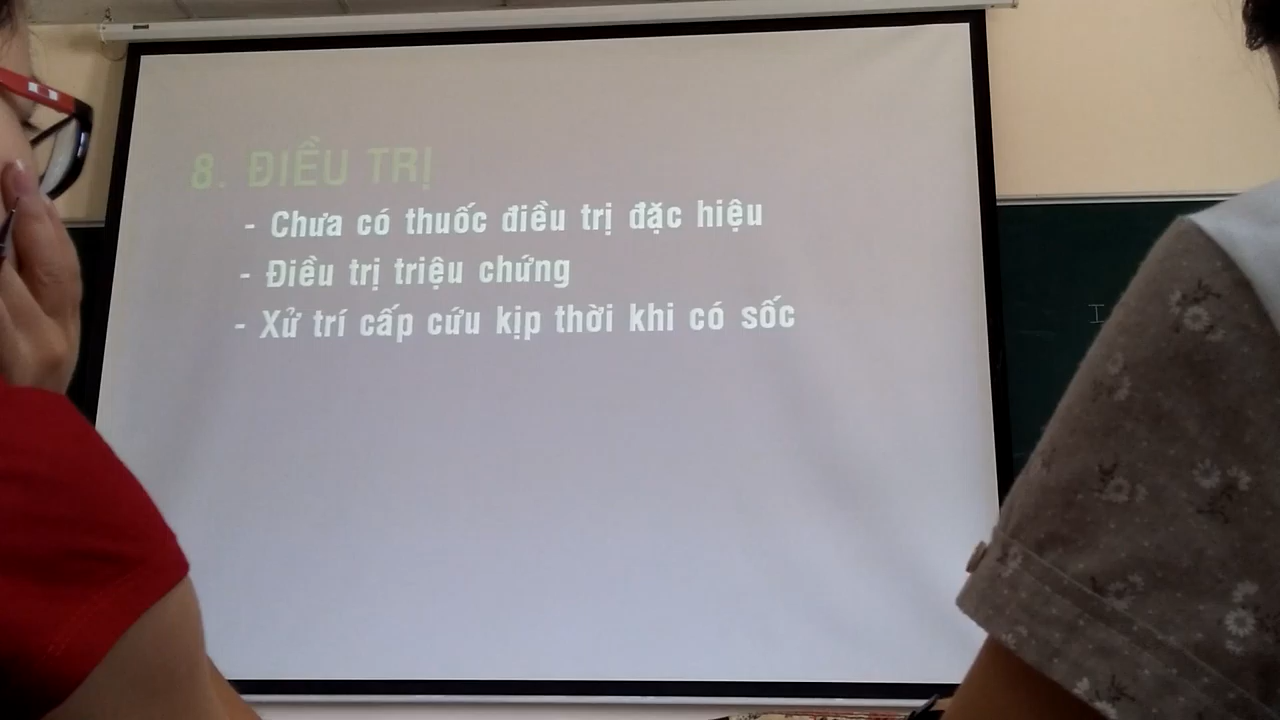 8. ĐIỀU TRỊ
- Chưa có thuốc điều trị đặc hiệu
- Điều trị triệu chứng
- Xử trí cấp cứu kịp thời khi có sốc